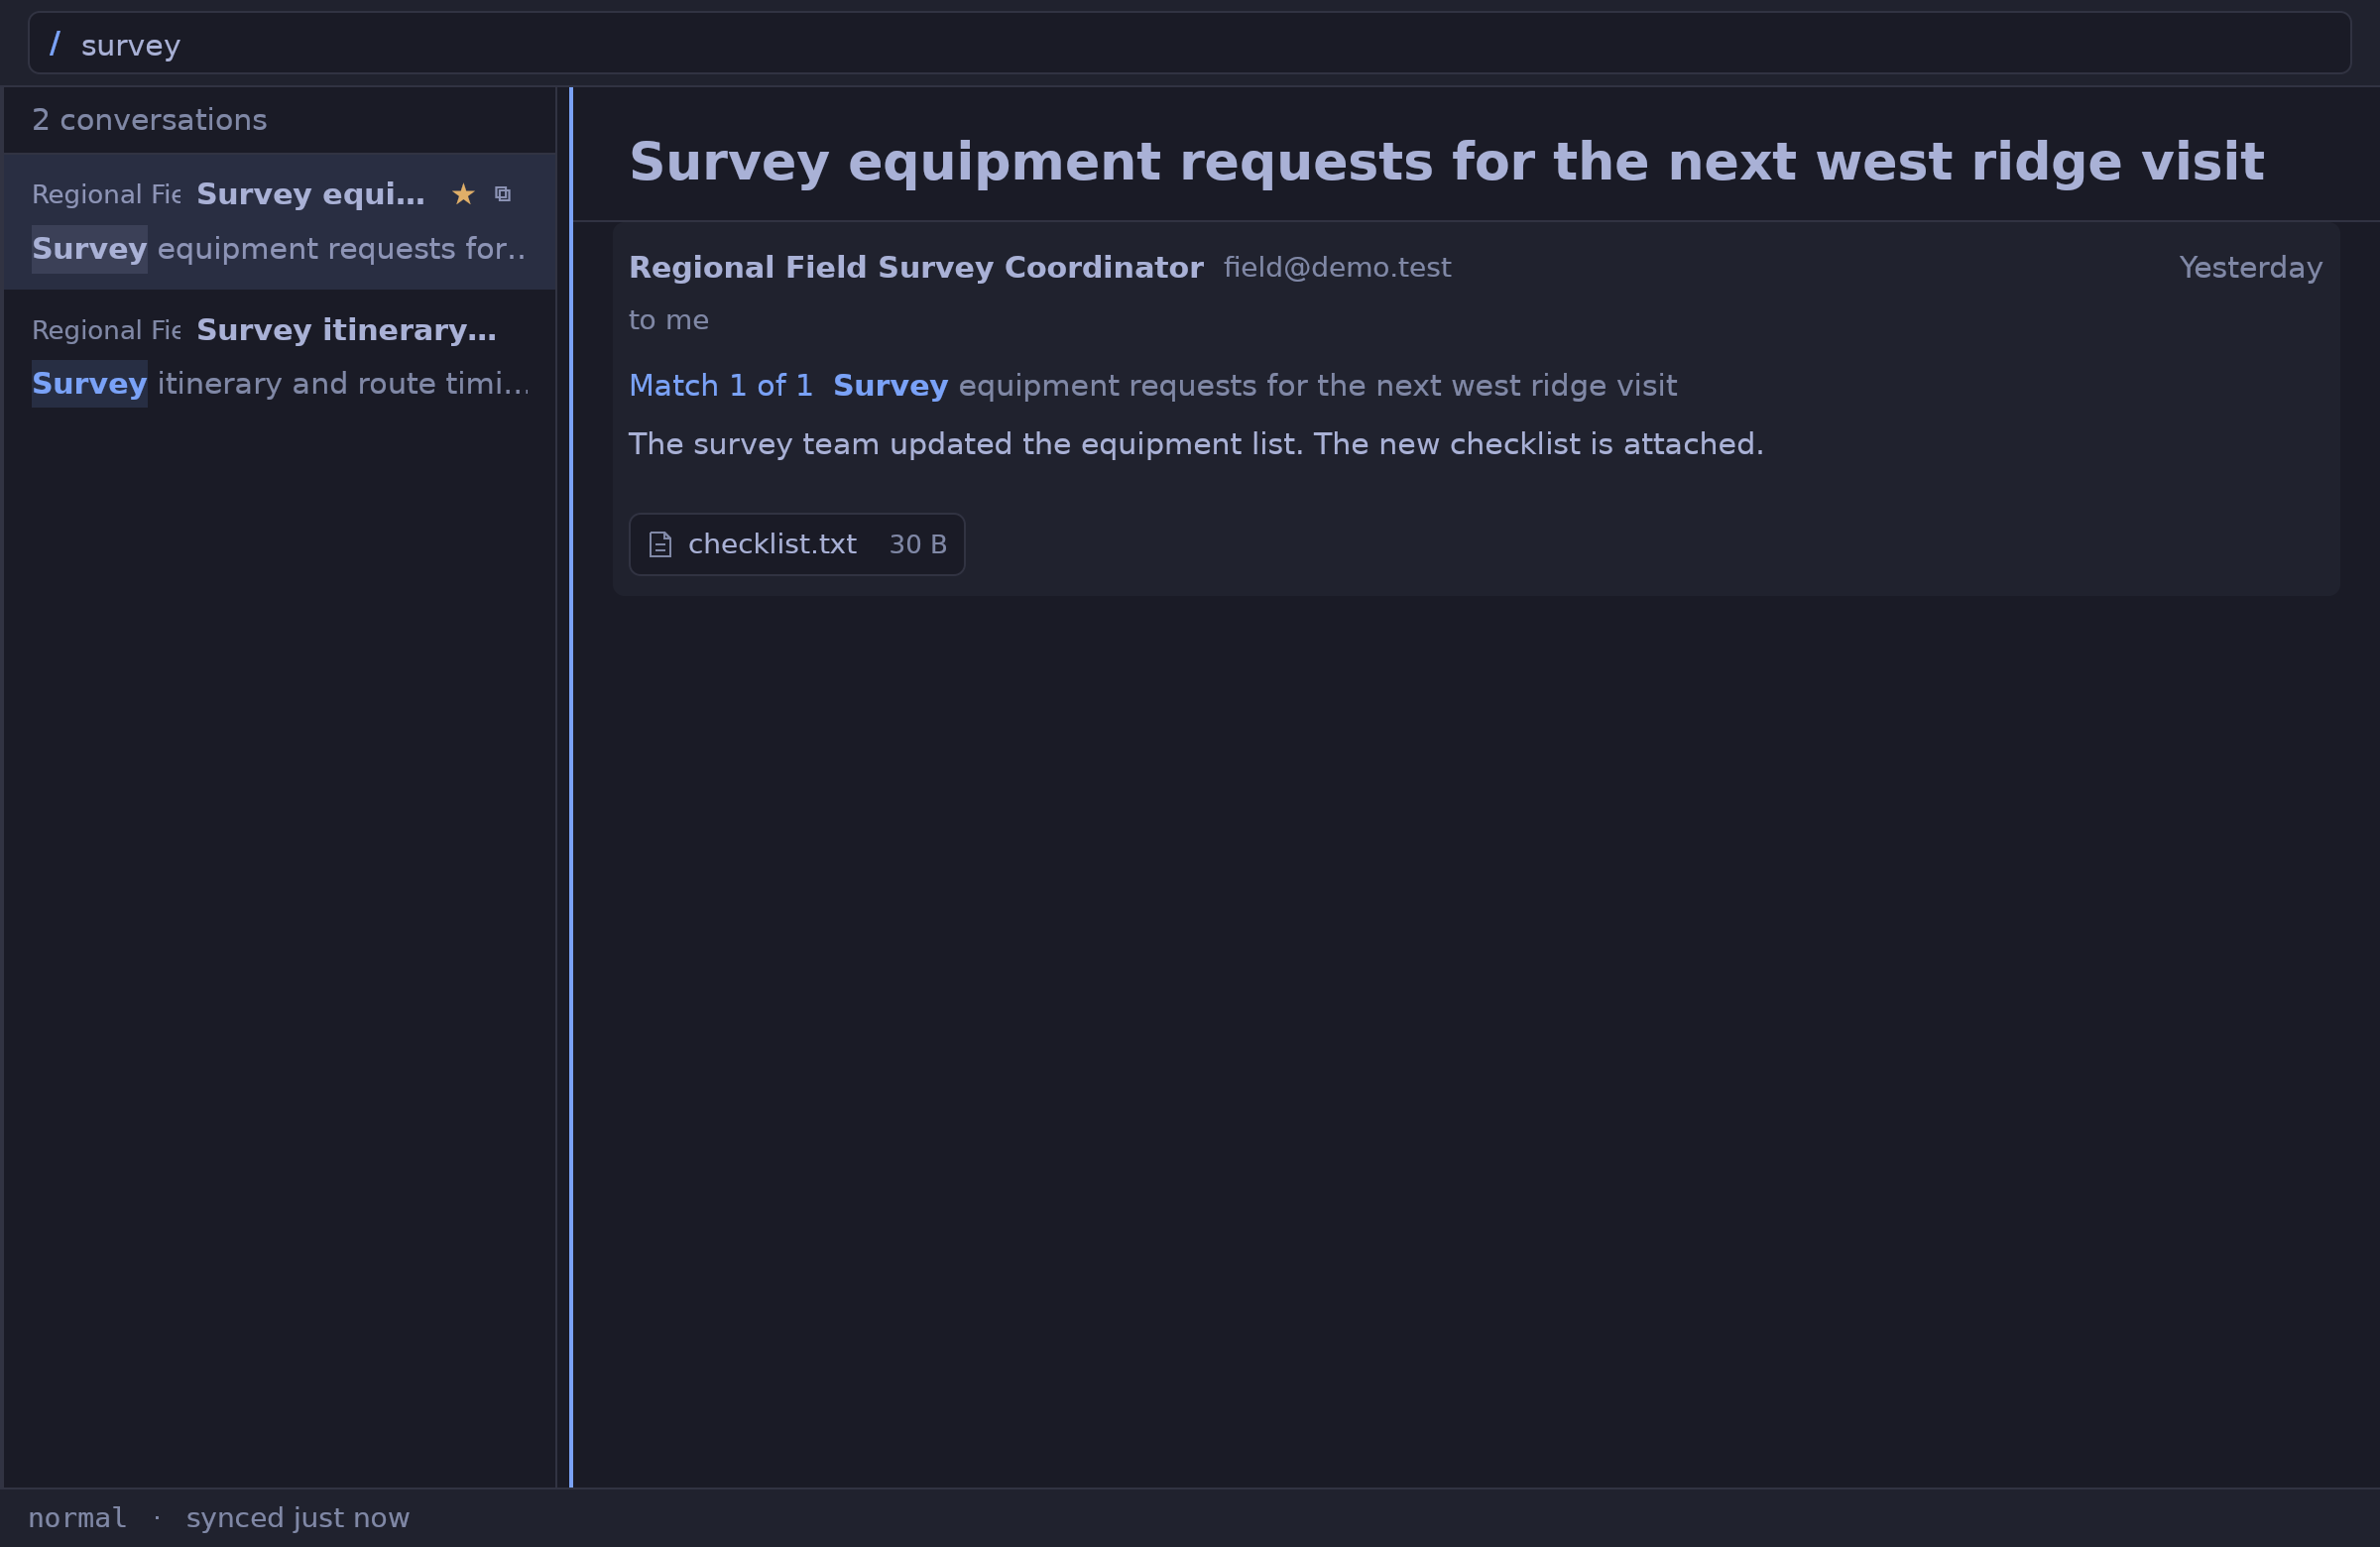 / survey
2 conversations
Regional Fie Survey equi… ★
Survey equipment requests for..
Regional Fie Survey itinerary…
Survey itinerary and route timi…
Survey equipment requests for the next west ridge visit
Regional Field Survey Coordinator field@demo.test Yesterday
to me
Match 1 of 1 Survey equipment requests for the next west ridge visit
The survey team updated the equipment list. The new checklist is attached.
checklist.txt 30 B
normal · synced just now